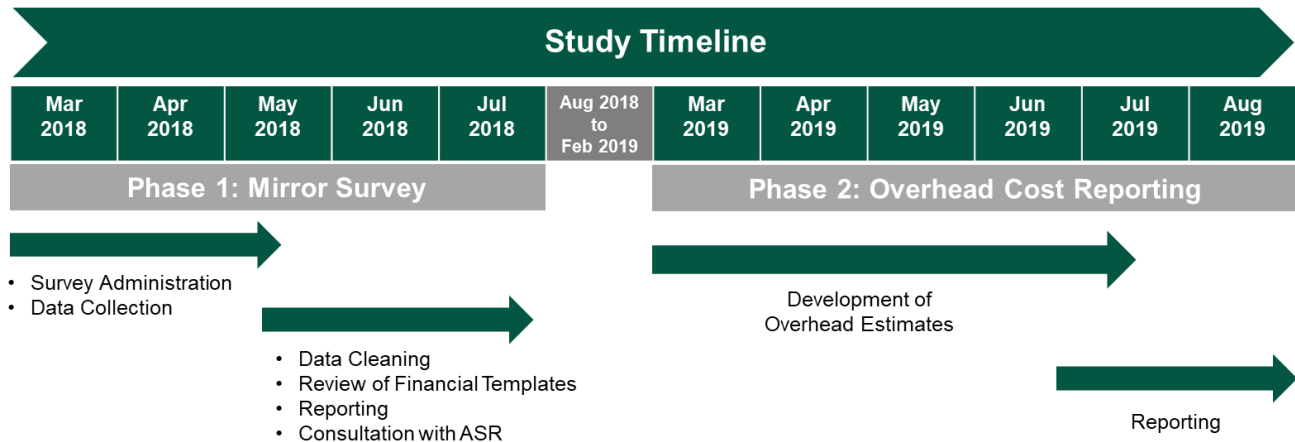 Study Timeline
Mar
2018
Apr
2018
May
2018
Jun
2018
Jul
2018
Aug 2018
to
Feb 2019
Mar
2019
Apr
2019
May
2019
Jun
2019
Jul
2019
Aug
2019
Phase 1: Mirror Survey
Phase 2: Overhead Cost Reporting
• Survey Administration
• Data Collection
• Data Cleaning
• Review of Financial Templates
• Reporting
• Consultation with ASR
Development of
Overhead Estimates
Reporting